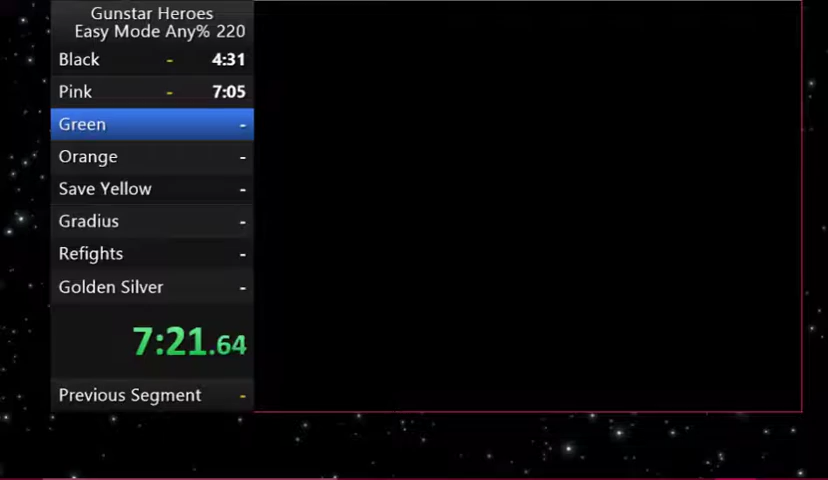 Gunstar Heroes
Easy Mode Any% 220
Black - 4:31
Pink - 7:05
Green -
Orange -
Save Yellow -
Gradius -
Refights -
Golden Silver -
7:21.64
Previous Segment -